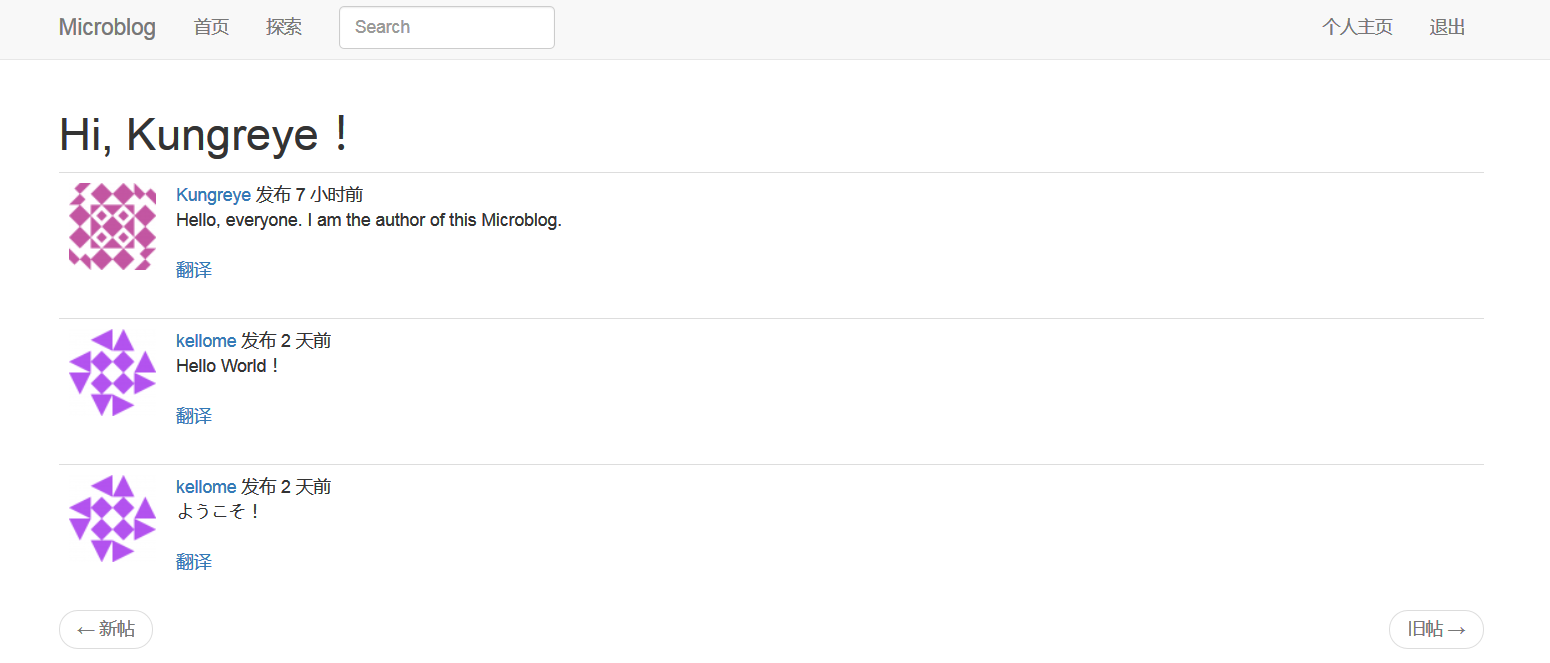 Microblog 首页 探索 Search 个人主页 退出
Hi, Kungreye！
Kungreye 发布 7 小时前
Hello, everyone. I am the author of this Microblog.
翻译
kellome 发布 2 天前
Hello World！
翻译
kellome 发布 2 天前
ようこそ！
翻译
← 新帖 旧帖 →